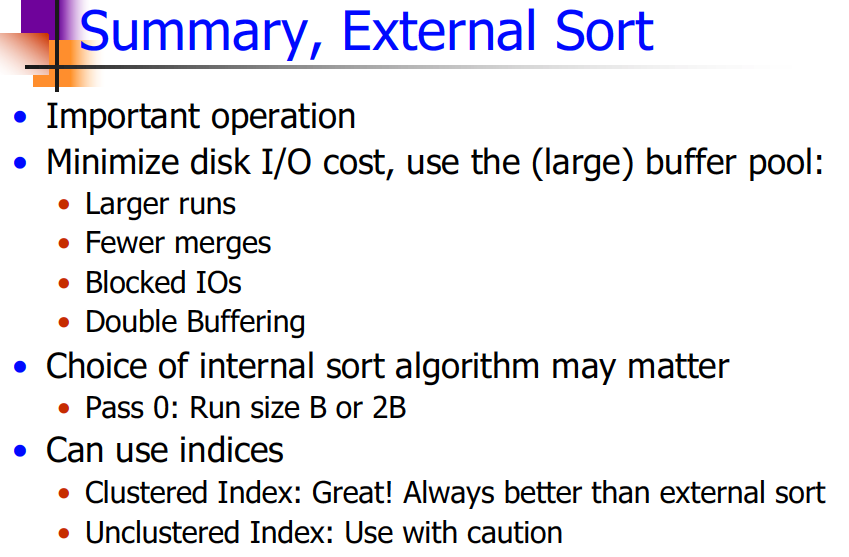 Summary, External Sort
• Important operation
• Minimize disk I/O cost, use the (large) buffer pool:
• Larger runs
• Fewer merges
• Blocked IOs
• Double Buffering
• Choice of internal sort algorithm may matter
• Pass 0: Run size B or 2B
• Can use indices
• Clustered Index: Great! Always better than external sort
• Unclustered Index: Use with caution